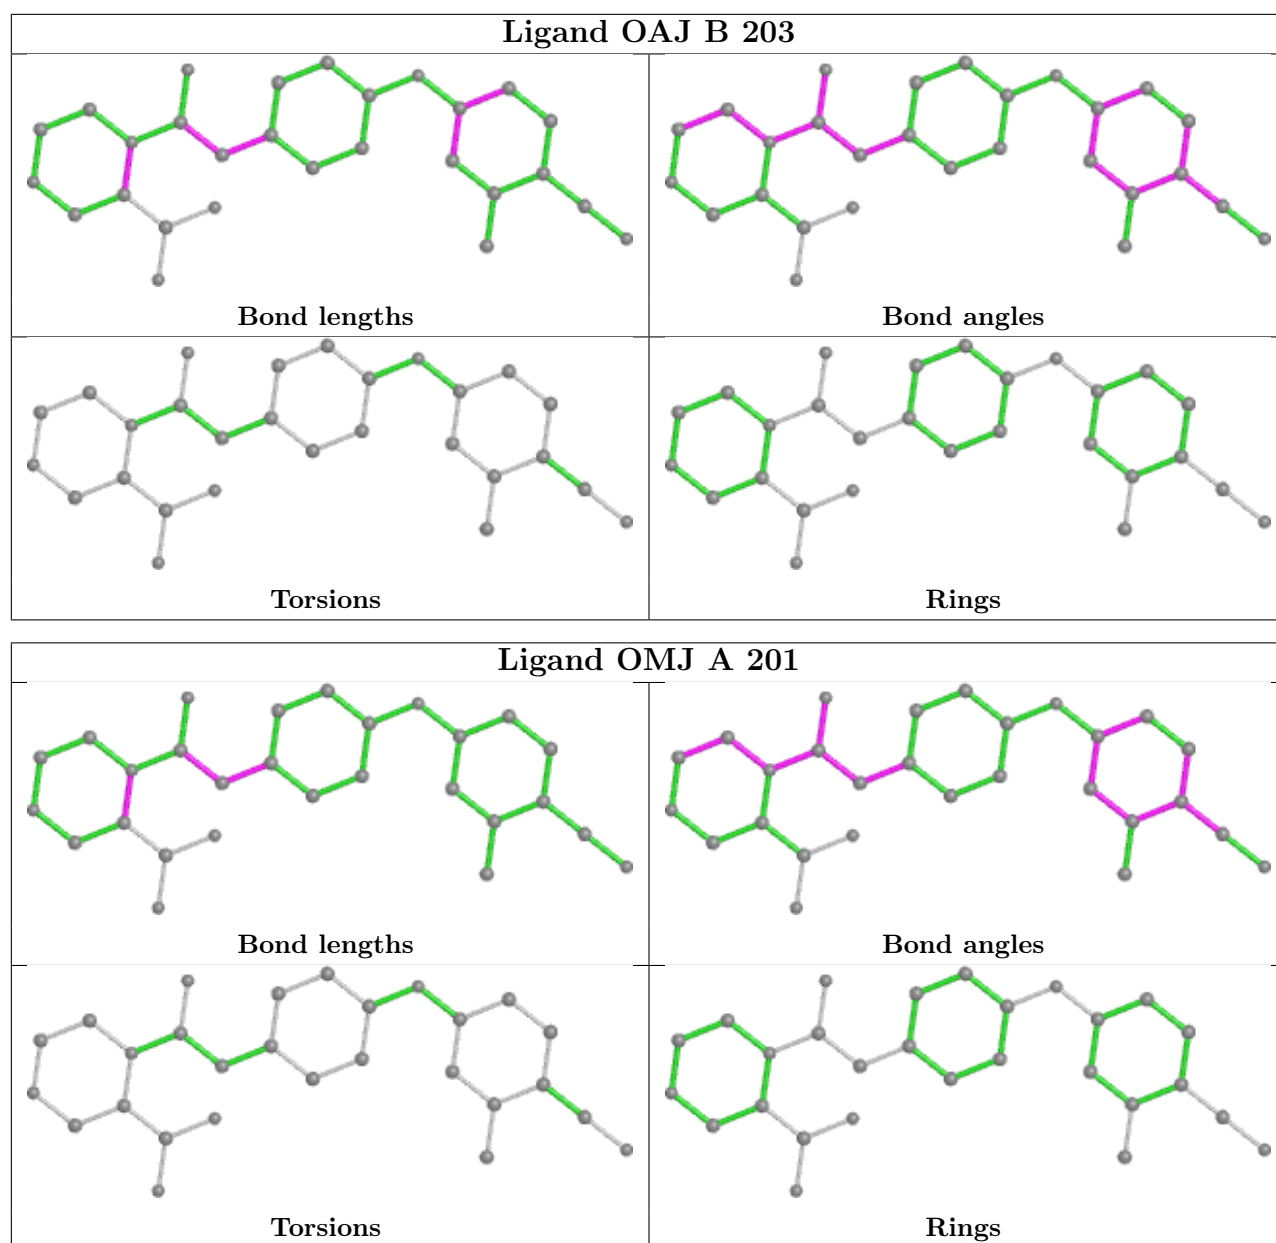 Ligand OAJ B 203
Bond lengths
Bond angles
Torsions
Rings
Ligand OMJ A 201
Bond lengths
Bond angles
Torsions
Rings